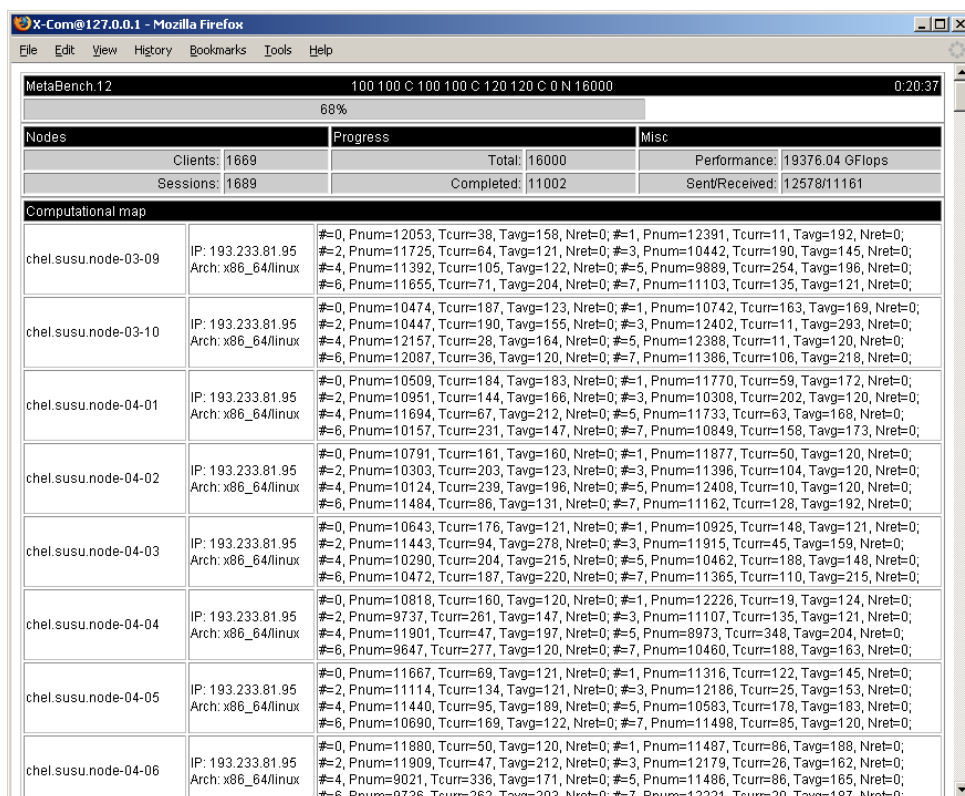 X-Com@127.0.0.1 - Mozilla Firefox
File Edit View History Bookmarks Tools Help
MetaBench.12 100 100 C 100 100 C 120 120 C 0 N 16000 0:20:37
68%
Nodes Progress Misc
Clients: 1669 Total: 16000 Performance: 19376.04 GFlops
Sessions: 1689 Completed: 11002 Sent/Received: 12578/11161
Computational map
chel.susu.node-03-09
IP: 193.233.81.95
Arch: x86_64/linux
#=0, Pnum=12053, Tcurr=38, Tavg=158, Nret=0; #=1, Pnum=12391, Tcurr=11, Tavg=192, Nret=0;
#=2, Pnum=11725, Tcurr=64, Tavg=121, Nret=0; #=3, Pnum=10442, Tcurr=190, Tavg=145, Nret=0;
#=4, Pnum=11392, Tcurr=105, Tavg=122, Nret=0; #=5, Pnum=9889, Tcurr=254, Tavg=196, Nret=0;
#=6, Pnum=11655, Tcurr=71, Tavg=204, Nret=0; #=7, Pnum=11103, Tcurr=135, Tavg=121, Nret=0;
chel.susu.node-03-10
IP: 193.233.81.95
Arch: x86_64/linux
#=0, Pnum=10474, Tcurr=187, Tavg=123, Nret=0; #=1, Pnum=10742, Tcurr=163, Tavg=169, Nret=0;
#=2, Pnum=10447, Tcurr=190, Tavg=155, Nret=0; #=3, Pnum=12402, Tcurr=11, Tavg=293, Nret=0;
#=4, Pnum=12157, Tcurr=28, Tavg=164, Nret=0; #=5, Pnum=12388, Tcurr=11, Tavg=120, Nret=0;
#=6, Pnum=12087, Tcurr=36, Tavg=120, Nret=0; #=7, Pnum=11386, Tcurr=106, Tavg=218, Nret=0;
chel.susu.node-04-01
IP: 193.233.81.95
Arch: x86_64/linux
#=0, Pnum=10509, Tcurr=184, Tavg=183, Nret=0; #=1, Pnum=11770, Tcurr=59, Tavg=172, Nret=0;
#=2, Pnum=10951, Tcurr=144, Tavg=166, Nret=0; #=3, Pnum=10308, Tcurr=202, Tavg=120, Nret=0;
#=4, Pnum=11694, Tcurr=67, Tavg=212, Nret=0; #=5, Pnum=11733, Tcurr=63, Tavg=168, Nret=0;
#=6, Pnum=10157, Tcurr=231, Tavg=147, Nret=0; #=7, Pnum=10849, Tcurr=158, Tavg=173, Nret=0;
chel.susu.node-04-02
IP: 193.233.81.95
Arch: x86_64/linux
#=0, Pnum=10791, Tcurr=161, Tavg=160, Nret=0; #=1, Pnum=11877, Tcurr=50, Tavg=120, Nret=0;
#=2, Pnum=10303, Tcurr=203, Tavg=123, Nret=0; #=3, Pnum=11396, Tcurr=104, Tavg=120, Nret=0;
#=4, Pnum=10124, Tcurr=239, Tavg=196, Nret=0; #=5, Pnum=12408, Tcurr=10, Tavg=120, Nret=0;
#=6, Pnum=11484, Tcurr=86, Tavg=131, Nret=0; #=7, Pnum=11162, Tcurr=128, Tavg=192, Nret=0;
chel.susu.node-04-03
IP: 193.233.81.95
Arch: x86_64/linux
#=0, Pnum=10643, Tcurr=176, Tavg=121, Nret=0; #=1, Pnum=10925, Tcurr=148, Tavg=121, Nret=0;
#=2, Pnum=11443, Tcurr=94, Tavg=278, Nret=0; #=3, Pnum=11915, Tcurr=45, Tavg=159, Nret=0;
#=4, Pnum=10290, Tcurr=204, Tavg=215, Nret=0; #=5, Pnum=10462, Tcurr=188, Tavg=148, Nret=0;
#=6, Pnum=10472, Tcurr=187, Tavg=220, Nret=0; #=7, Pnum=11365, Tcurr=110, Tavg=215, Nret=0;
chel.susu.node-04-04
IP: 193.233.81.95
Arch: x86_64/linux
#=0, Pnum=10818, Tcurr=160, Tavg=120, Nret=0; #=1, Pnum=12226, Tcurr=19, Tavg=124, Nret=0;
#=2, Pnum=9737, Tcurr=261, Tavg=147, Nret=0; #=3, Pnum=11107, Tcurr=135, Tavg=121, Nret=0;
#=4, Pnum=11901, Tcurr=47, Tavg=197, Nret=0; #=5, Pnum=8973, Tcurr=348, Tavg=204, Nret=0;
#=6, Pnum=9647, Tcurr=277, Tavg=120, Nret=0; #=7, Pnum=10460, Tcurr=188, Tavg=163, Nret=0;
chel.susu.node-04-05
IP: 193.233.81.95
Arch: x86_64/linux
#=0, Pnum=11667, Tcurr=69, Tavg=121, Nret=0; #=1, Pnum=11316, Tcurr=122, Tavg=145, Nret=0;
#=2, Pnum=11114, Tcurr=134, Tavg=121, Nret=0; #=3, Pnum=12186, Tcurr=25, Tavg=153, Nret=0;
#=4, Pnum=11440, Tcurr=95, Tavg=189, Nret=0; #=5, Pnum=10583, Tcurr=178, Tavg=183, Nret=0;
#=6, Pnum=10690, Tcurr=169, Tavg=122, Nret=0; #=7, Pnum=11498, Tcurr=85, Tavg=120, Nret=0;
chel.susu.node-04-06
IP: 193.233.81.95
Arch: x86_64/linux
#=0, Pnum=11880, Tcurr=50, Tavg=120, Nret=0; #=1, Pnum=11487, Tcurr=86, Tavg=188, Nret=0;
#=2, Pnum=11909, Tcurr=47, Tavg=212, Nret=0; #=3, Pnum=12179, Tcurr=26, Tavg=162, Nret=0;
#=4, Pnum=9021, Tcurr=336, Tavg=171, Nret=0; #=5, Pnum=11486, Tcurr=86, Tavg=165, Nret=0;